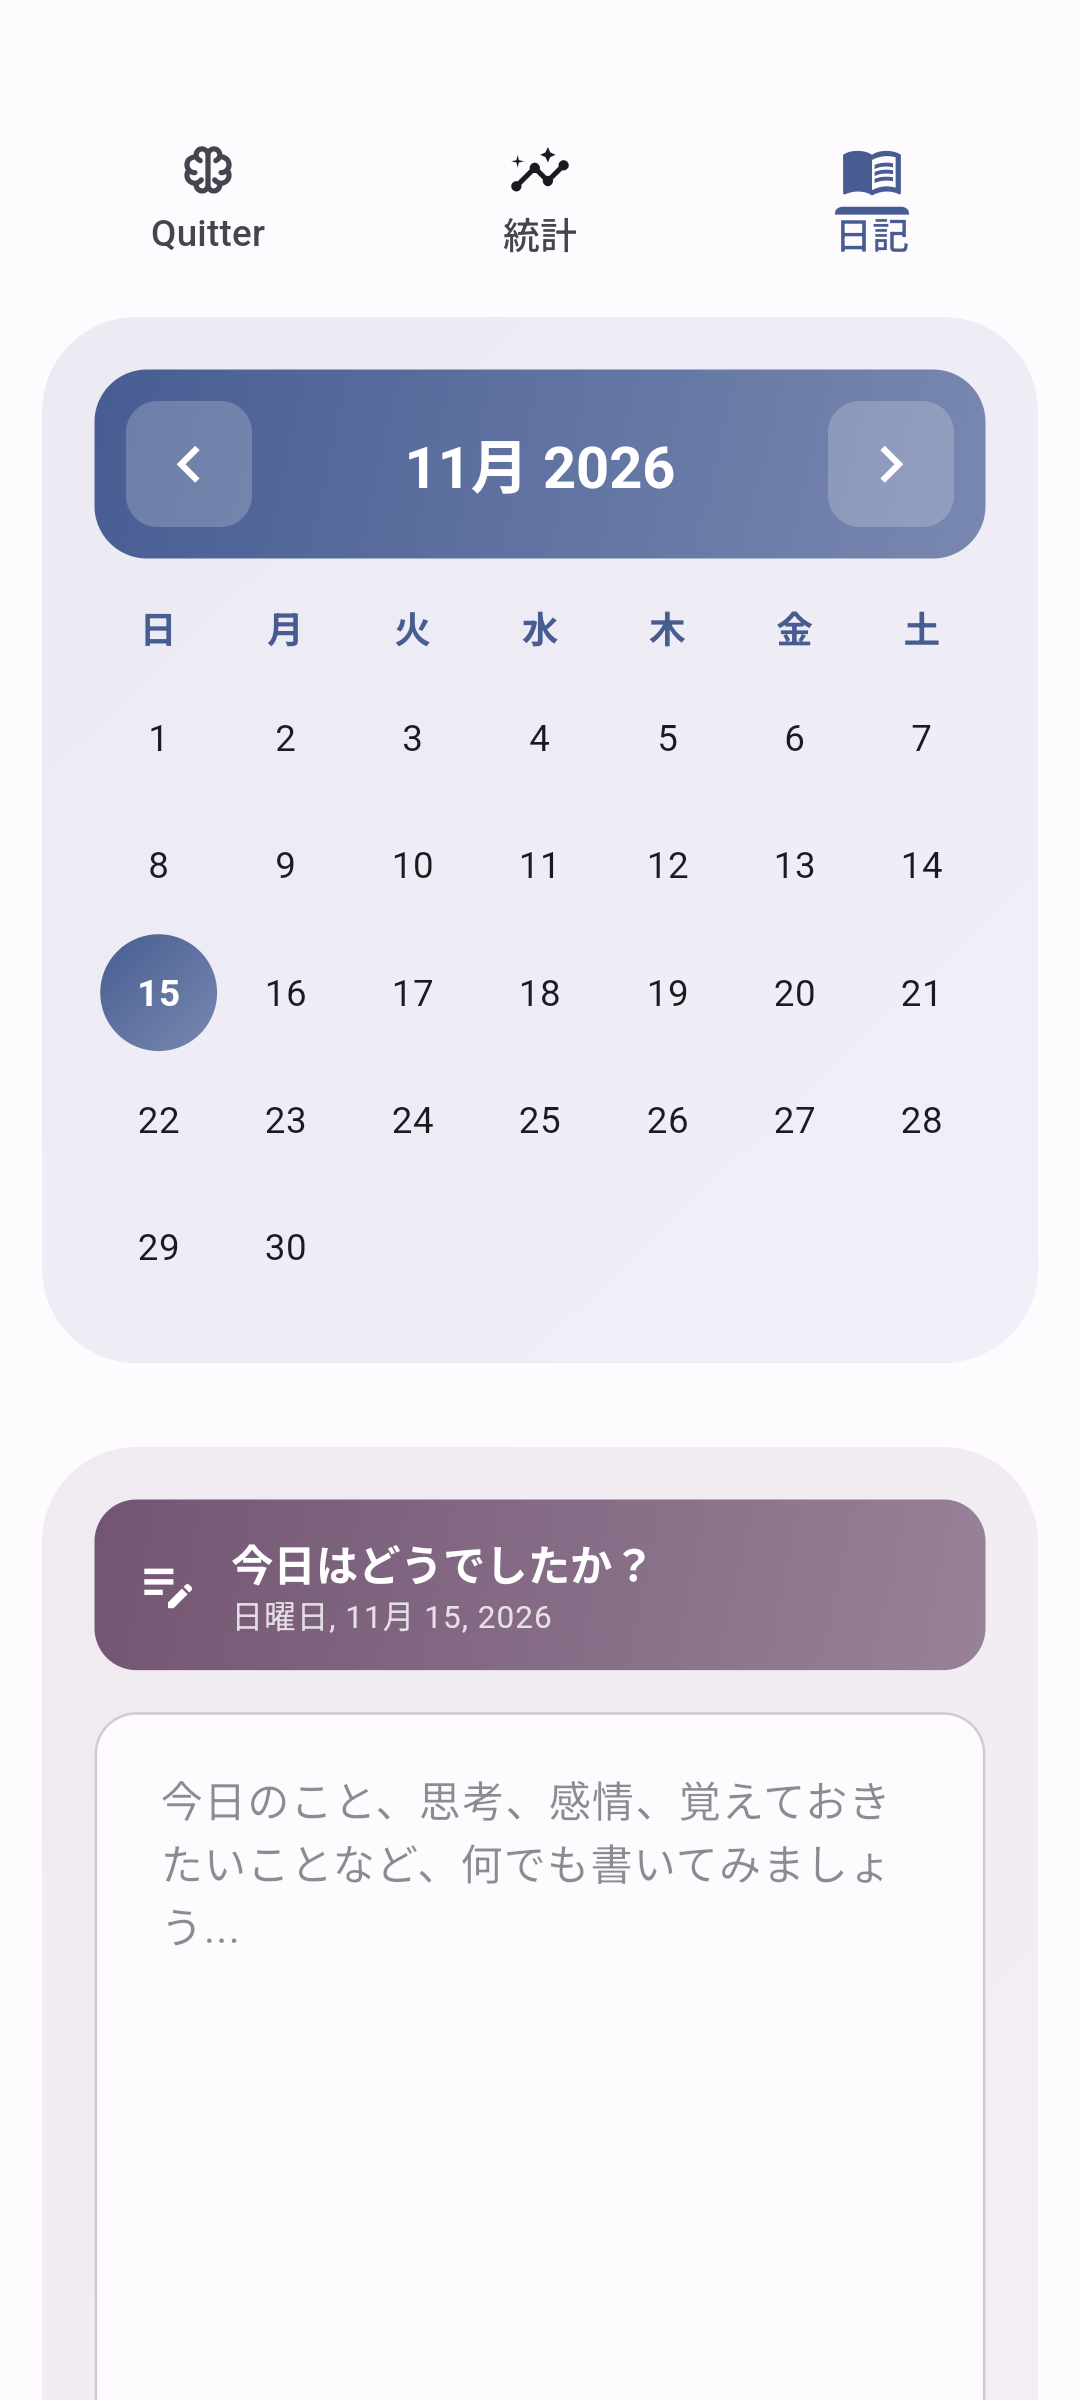 Quitter
統計
日記
11月 2026
日 月 火 水 木 金 土
1 2 3 4 5 6 7
8 9 10 11 12 13 14
15 16 17 18 19 20 21
22 23 24 25 26 27 28
29 30
今日はどうでしたか？
日曜日, 11月 15, 2026
今日のこと、思考、感情、覚えておき
たいことなど、何でも書いてみましょ
う...